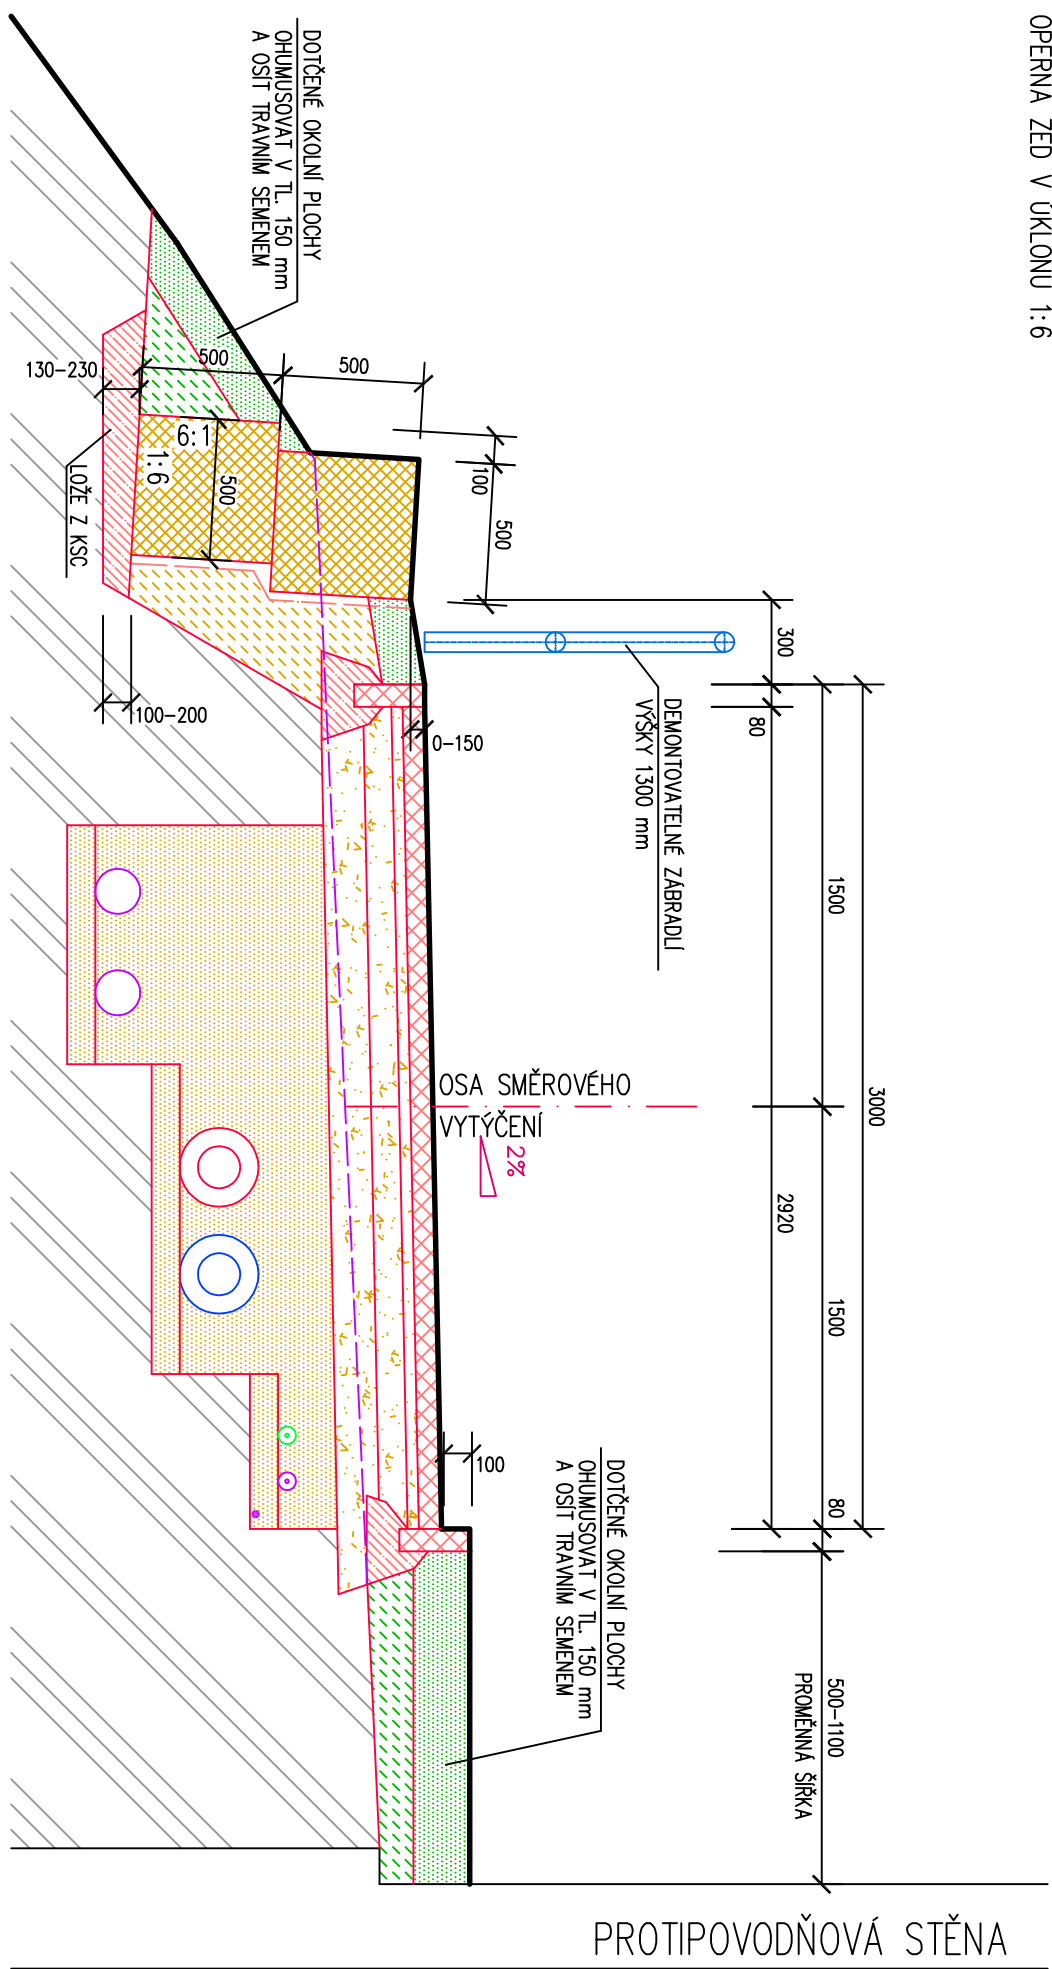 OPERNA ZED V ÚKLONU 1:6
DOTČENÉ OKOLNÍ PLOCHY
OHUMUSOVAT V TL. 150 mm
A OSÍT TRAVNÍM SEMENEM
130-230
500
500
100
500
6:1
1:6
500
LOŽE Z KSC
100-200
0-150
300
80
DEMONTOVATELNÉ ZÁBRADLÍ
VÝŠKY 1300 mm
1500
3000
2920
1500
80
OSA SMĚROVÉHO
VYTÝČENÍ
2%
100
DOTČENÉ OKOLNÍ PLOCHY
OHUMUSOVAT V TL. 150 mm
A OSÍT TRAVNÍM SEMENEM
500-1100
PROMĚNNÁ ŠÍŘKA
PROTIPOVODŇOVÁ STĚNA